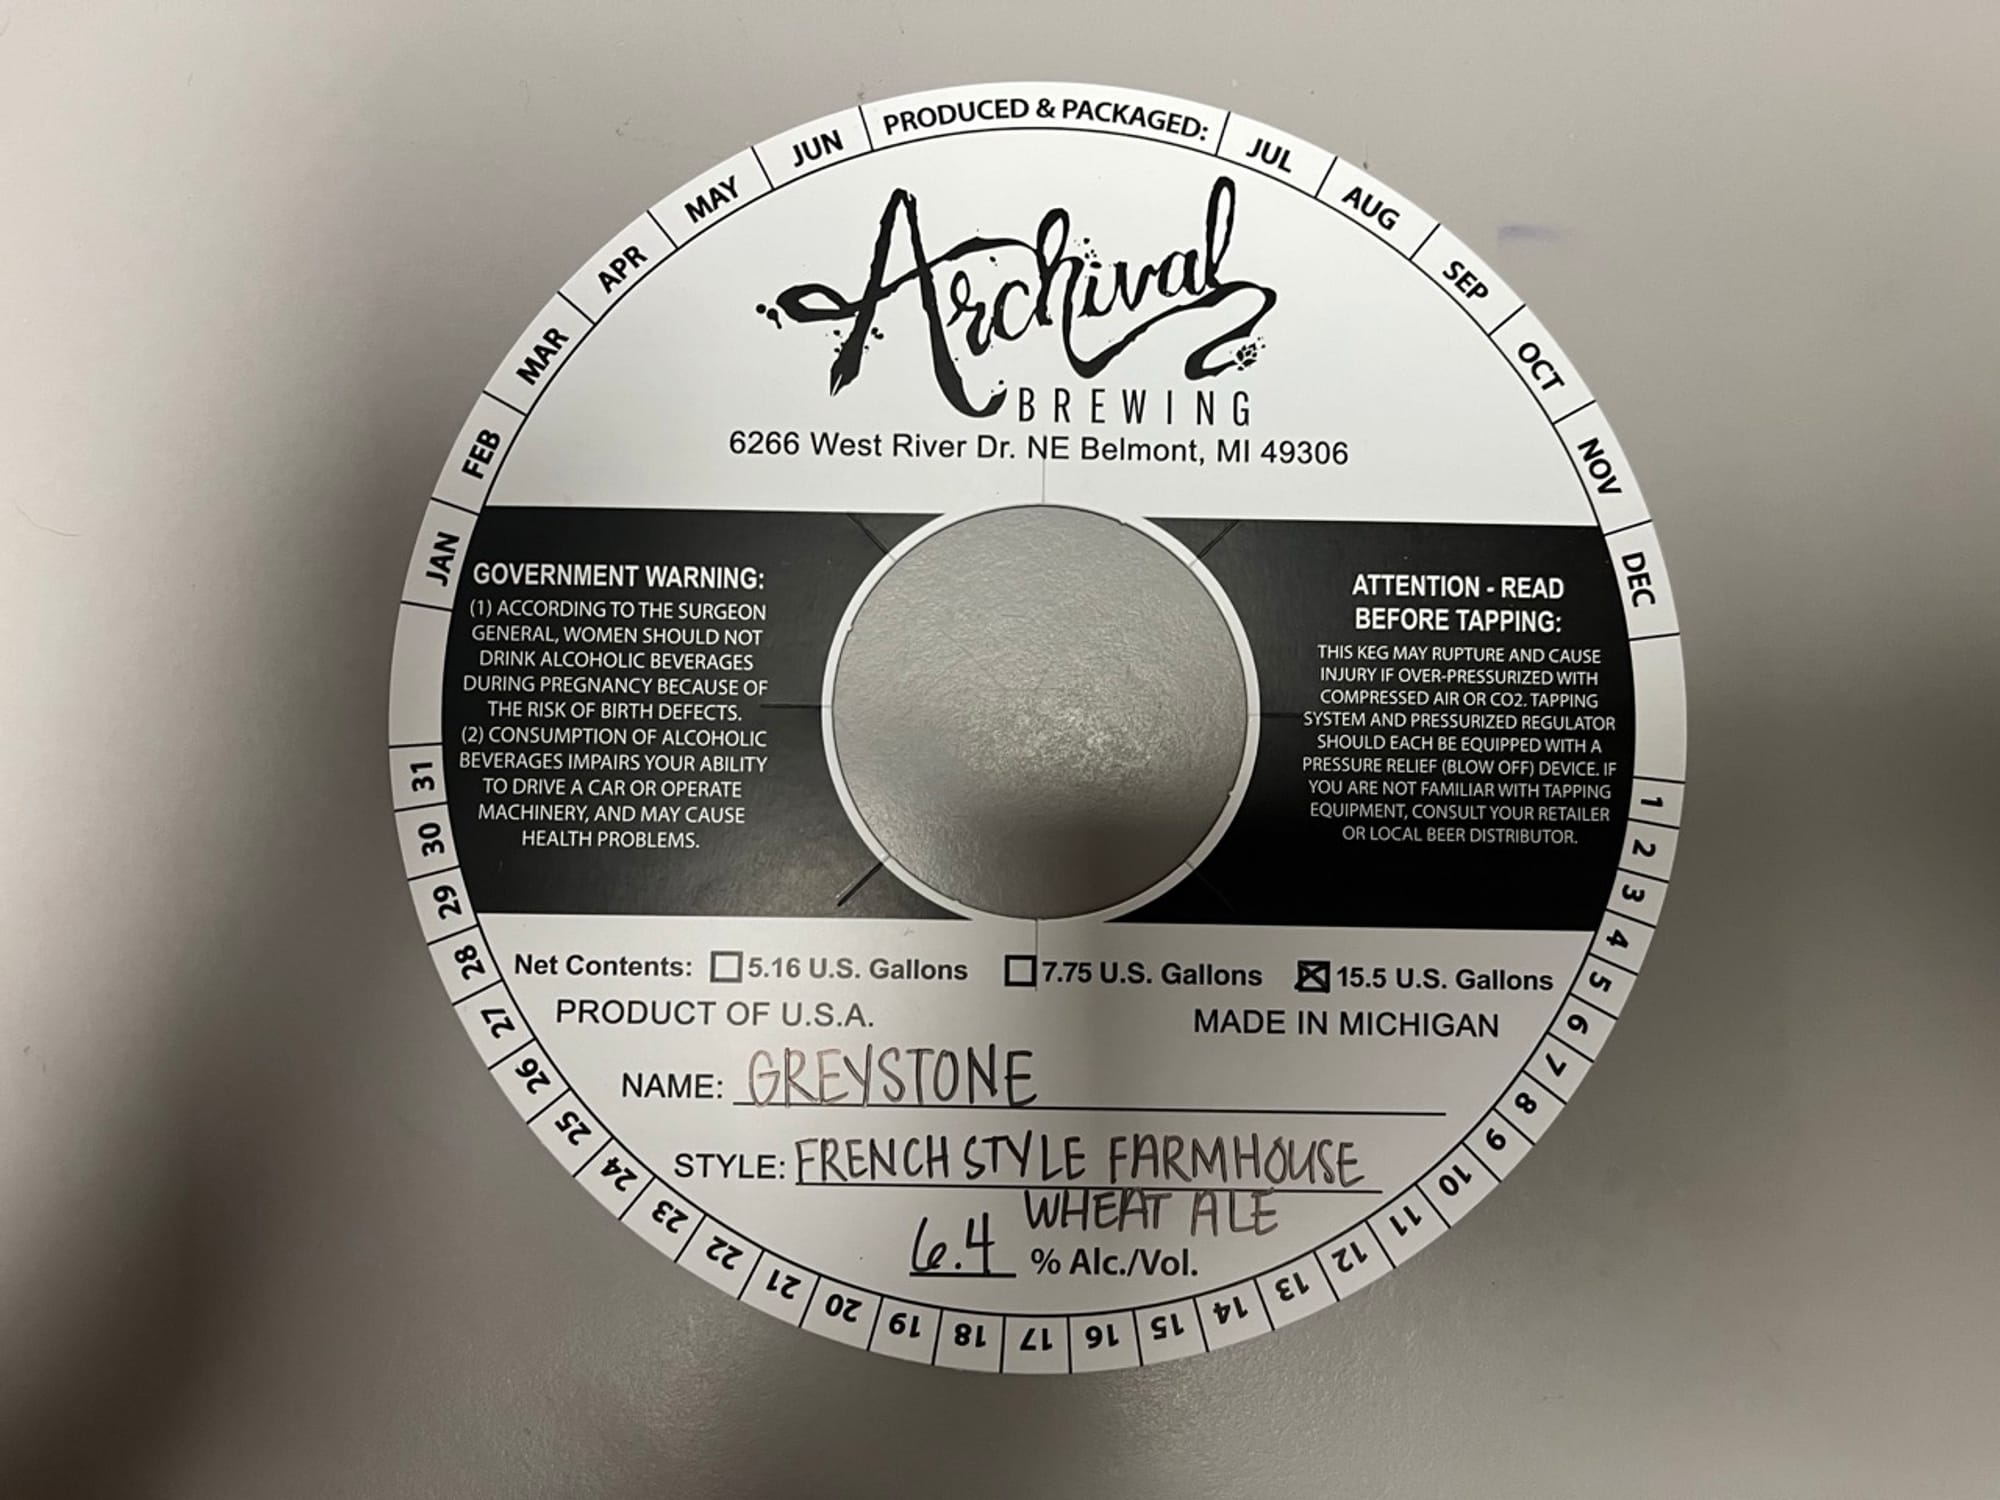 PRODUCED & PACKAGED:
JAN
FEB
MAR
APR
MAY
JUN
JUL
AUG
SEP
OCT
NOV
DEC
Archival
BREWING
6266 West River Dr. NE Belmont, MI 49306
GOVERNMENT WARNING:
(1) ACCORDING TO THE SURGEON
GENERAL, WOMEN SHOULD NOT
DRINK ALCOHOLIC BEVERAGES
DURING PREGNANCY BECAUSE OF
THE RISK OF BIRTH DEFECTS.
(2) CONSUMPTION OF ALCOHOLIC
BEVERAGES IMPAIRS YOUR ABILITY
TO DRIVE A CAR OR OPERATE
MACHINERY, AND MAY CAUSE
HEALTH PROBLEMS.
ATTENTION - READ
BEFORE TAPPING:
THIS KEG MAY RUPTURE AND CAUSE
INJURY IF OVER-PRESSURIZED WITH
COMPRESSED AIR OR CO2. TAPPING
SYSTEM AND PRESSURIZED REGULATOR
SHOULD EACH BE EQUIPPED WITH A
PRESSURE RELIEF (BLOW OFF) DEVICE. IF
YOU ARE NOT FAMILIAR WITH TAPPING
EQUIPMENT, CONSULT YOUR RETAILER
OR LOCAL BEER DISTRIBUTOR.
Net Contents: 5.16 U.S. Gallons 7.75 U.S. Gallons 15.5 U.S. Gallons
PRODUCT OF U.S.A. MADE IN MICHIGAN
NAME: GREYSTONE
STYLE: FRENCH STYLE FARMHOUSE
WHEAT ALE
6.4 % Alc./Vol.
1
2
3
4
5
6
7
8
9
10
11
12
13
14
15
16
17
18
19
20
21
22
23
24
25
26
27
28
29
30
31